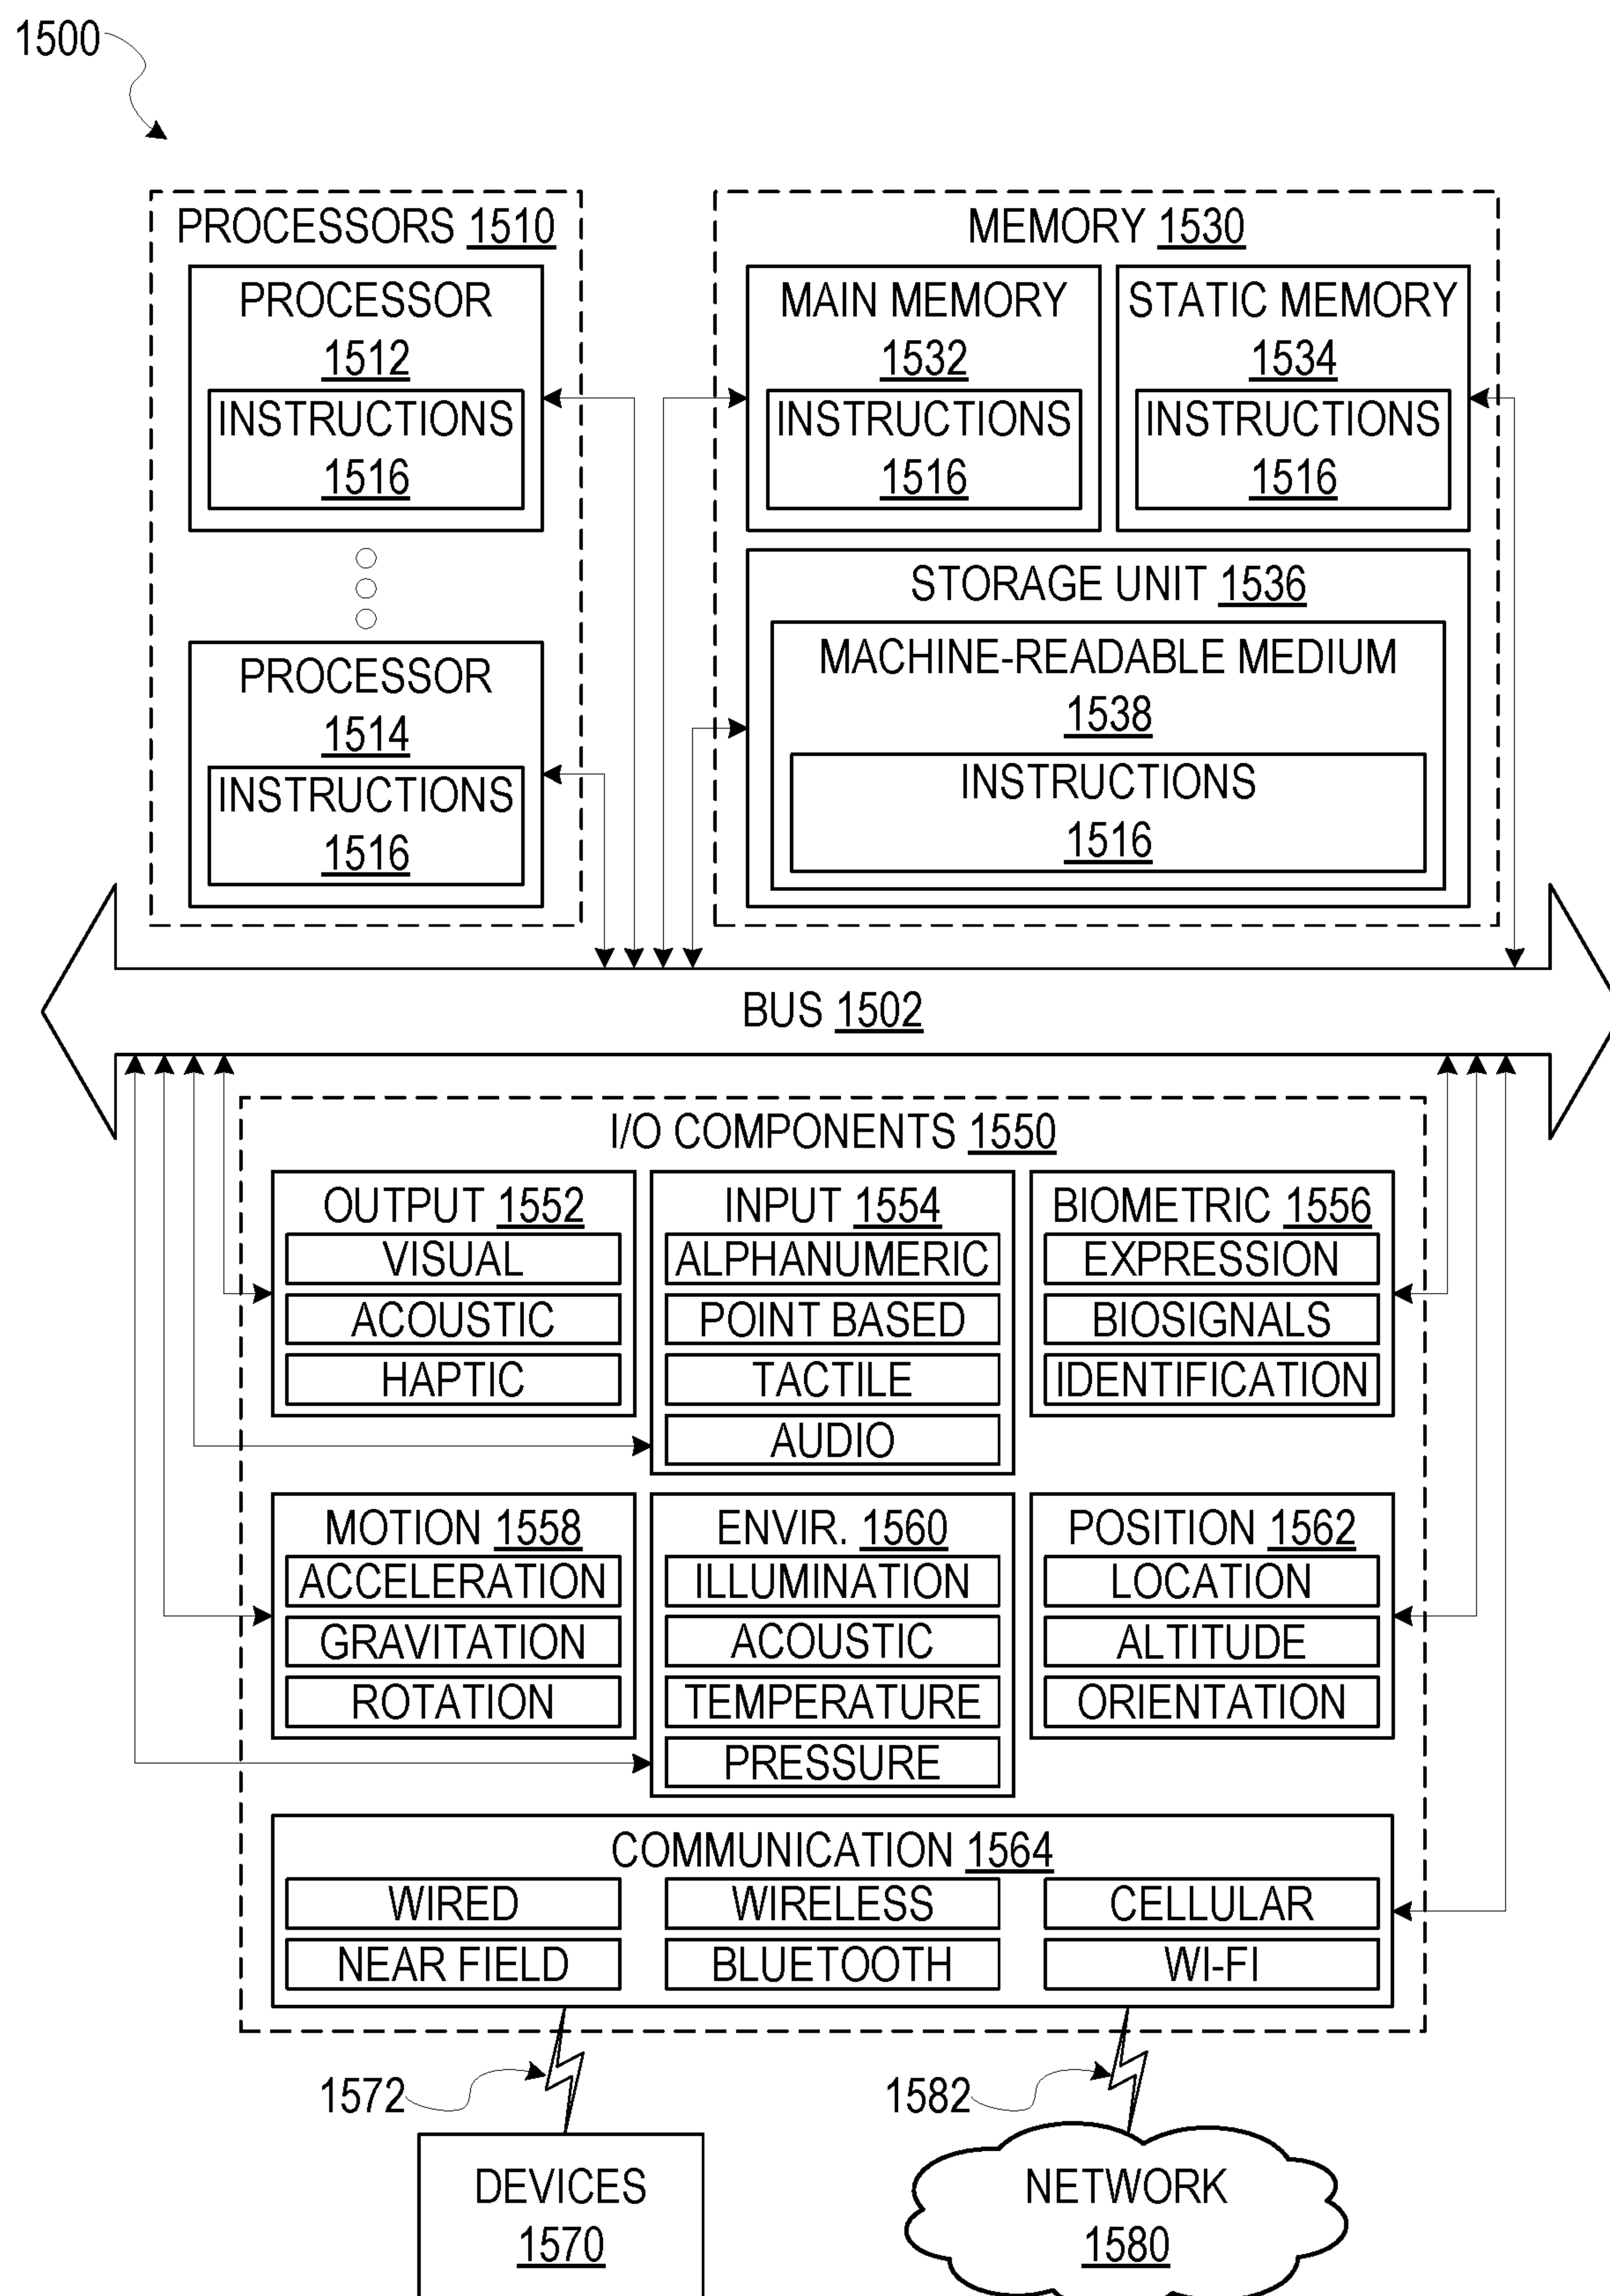 1500
PROCESSORS 1510
PROCESSOR
1512
INSTRUCTIONS
1516
PROCESSOR
1514
INSTRUCTIONS
1516
MEMORY 1530
MAIN MEMORY
1532
INSTRUCTIONS
1516
STATIC MEMORY
1534
INSTRUCTIONS
1516
STORAGE UNIT 1536
MACHINE-READABLE MEDIUM
1538
INSTRUCTIONS
1516
BUS 1502
I/O COMPONENTS 1550
OUTPUT 1552
VISUAL
ACOUSTIC
HAPTIC
INPUT 1554
ALPHANUMERIC
POINT BASED
TACTILE
AUDIO
BIOMETRIC 1556
EXPRESSION
BIOSIGNALS
IDENTIFICATION
MOTION 1558
ACCELERATION
GRAVITATION
ROTATION
ENVIR. 1560
ILLUMINATION
ACOUSTIC
TEMPERATURE
PRESSURE
POSITION 1562
LOCATION
ALTITUDE
ORIENTATION
COMMUNICATION 1564
WIRED
WIRELESS
CELLULAR
NEAR FIELD
BLUETOOTH
WI-FI
1572
1582
DEVICES
1570
NETWORK
1580